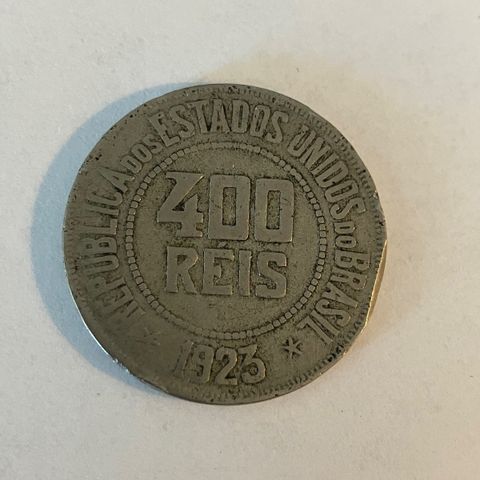 REPUBLICA DOS ESTADOS UNIDOS DO BRASIL
400
REIS
* 1923 *